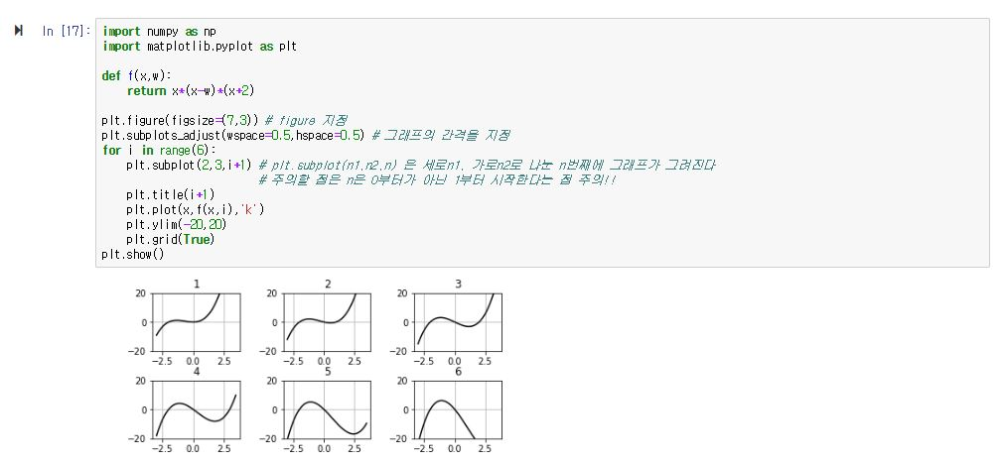 In [17]:
import numpy as np
import matplotlib.pyplot as plt
def f(x,w):
return x*(x-w)*(x+2)
plt.figure(figsize=(7,3)) # figure 지정
plt.subplots_adjust(wspace=0.5,hspace=0.5) # 그래프의 간격을 지정
for i in range(6):
plt.subplot(2,3,i+1) # plt.subplot(n1,n2,n) 은 세로n1, 가로n2로 나눈 n번째에 그래프가 그려진다
# 주의할 점은 n은 0부터가 아닌 1부터 시작한다는 점 주의!!
plt.title(i+1)
plt.plot(x,f(x,i),'k')
plt.ylim(-20,20)
plt.grid(True)
plt.show()
1 2 3
20 20 20
0 0 0
−20 −20 −20
−2.5 0.0 2.5 −2.5 0.0 2.5 −2.5 0.0 2.5
4 5 6
20 20 20
0 0 0
−20 −20 −20
−2.5 0.0 2.5 −2.5 0.0 2.5 −2.5 0.0 2.5